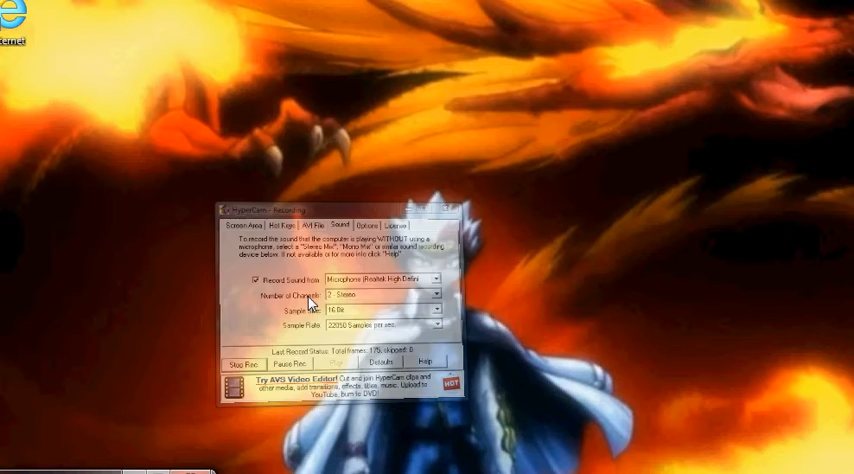 ternet
HyperCam - Recording
Screen Area Hot Keys AVI File Sound Options License
To record the sound that the computer is playing WITHOUT using a
microphone, select a "Stereo Mix", "Mono Mix" or similar sound recording
device below. If not available or for more info click "Help"
Record Sound from Microphone (Realtek High Defini
Number of Channels: 2 - Stereo
Sample Size: 16 Bit
Sample Rate: 22050 Samples per sec.
Last Record Status: Total frames: 175, skipped: 0
Stop Rec Pause Rec Play Defaults Help
Try AVS Video Editor! Cut and join HyperCam clips and
other media, add transitions, effects, titles, music. Upload to
YouTube, burn to DVD!
HOT